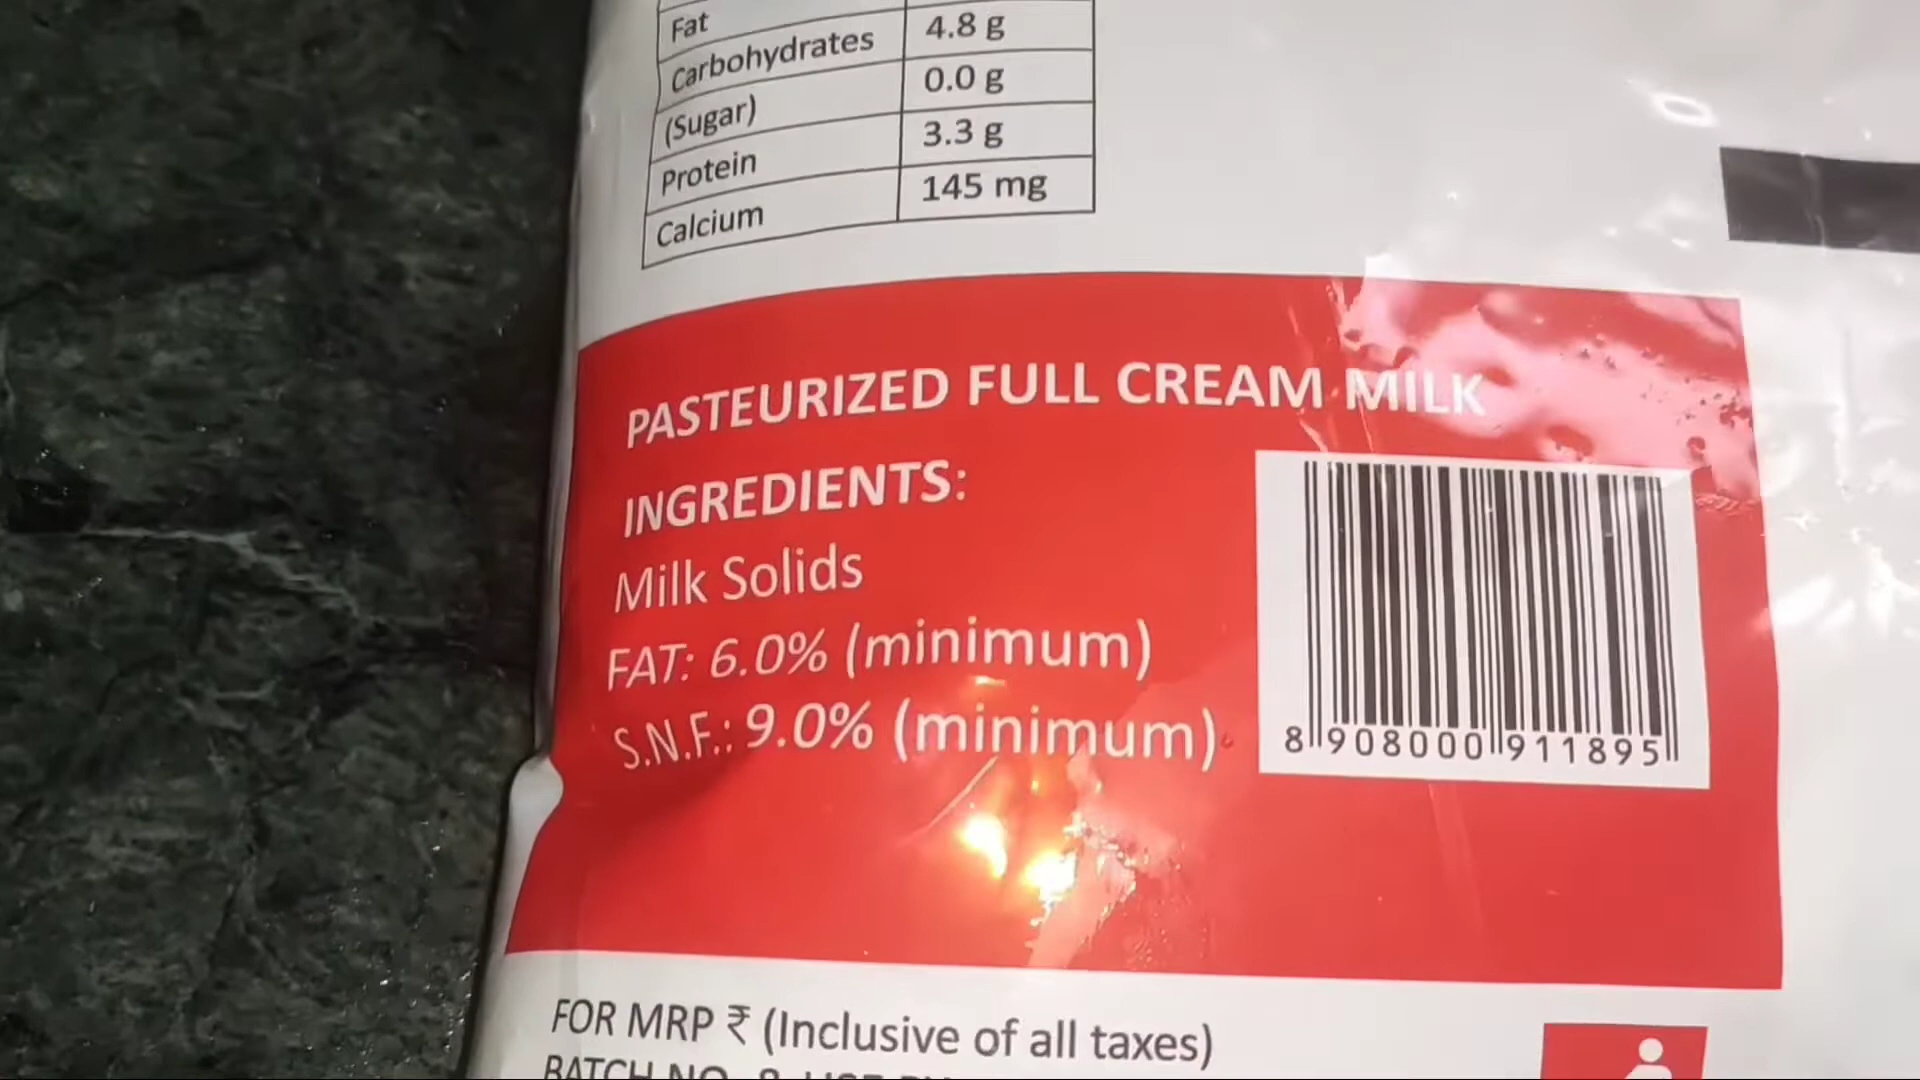 Fat
Carbohydrates 4.8 g
(Sugar) 0.0 g
Protein 3.3 g
Calcium 145 mg
PASTEURIZED FULL CREAM MILK
INGREDIENTS:
Milk Solids
FAT: 6.0% (minimum)
S.N.F.: 9.0% (minimum)
8 908000 911895
FOR MRP ₹ (Inclusive of all taxes)
BATCH NO.